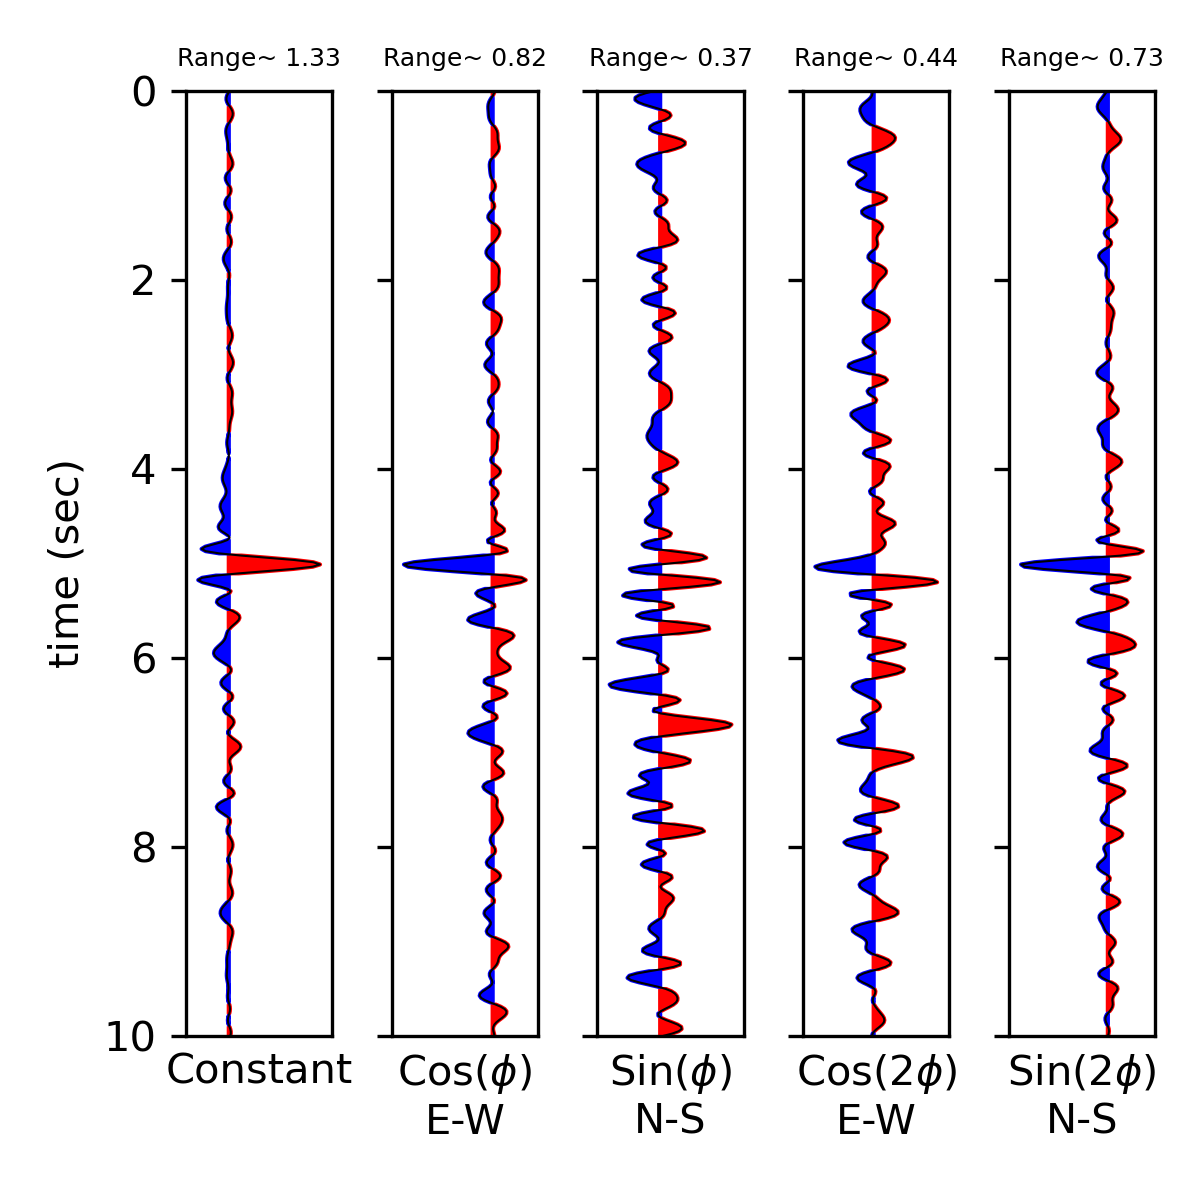 Range~ 1.33 Range~ 0.82 Range~ 0.37 Range~ 0.44 Range~ 0.73
0
2
4
6
8
10
time (sec)
Constant Cos(ϕ) Sin(ϕ) Cos(2ϕ) Sin(2ϕ)
E-W N-S E-W N-S